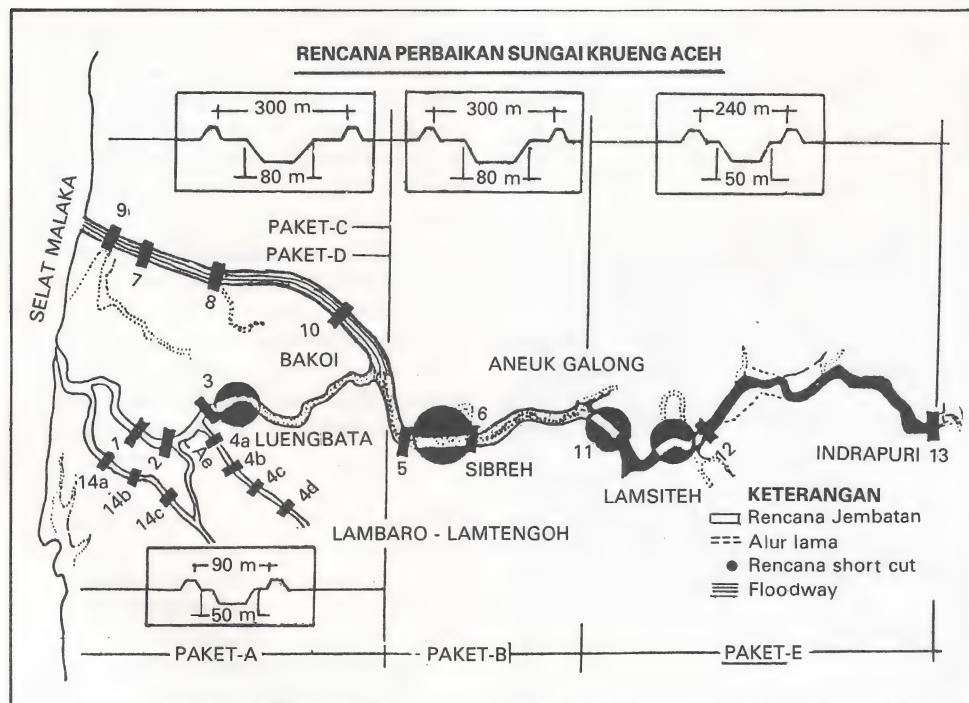 RENCANA PERBAIKAN SUNGAI KRUENG ACEH
300 m
80 m
300 m
80 m
240 m
50 m
PAKET-C
PAKET-D
SELAT MALAKA
9
7
8
10
BAKOI
ANEUK GALONG
3
LUENGBATA
6
5
SIBREH
11
12
INDRAPURI 13
LAMSITEH
1
2
4a
Ae
4b
4c
4d
14a
14b
14c
LAMBARO - LAMTENGOH
KETERANGAN
Rencana Jembatan
Alur lama
Rencana short cut
Floodway
90 m
50 m
PAKET-A
PAKET-B
PAKET-E